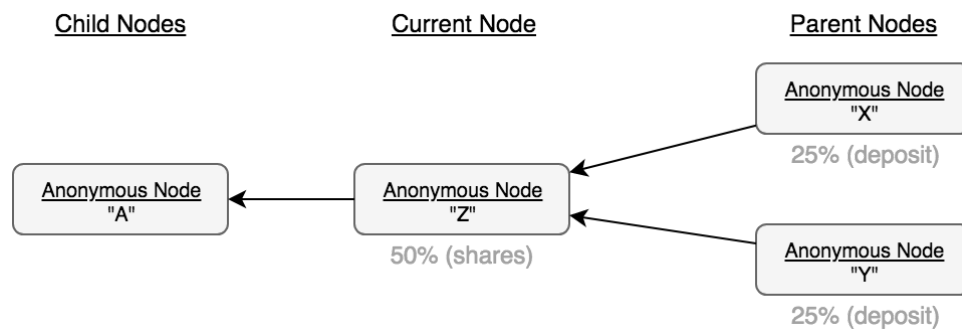 Child Nodes
Current Node
Parent Nodes
Anonymous Node
"X"
25% (deposit)
Anonymous Node
"A"
Anonymous Node
"Z"
50% (shares)
Anonymous Node
"Y"
25% (deposit)